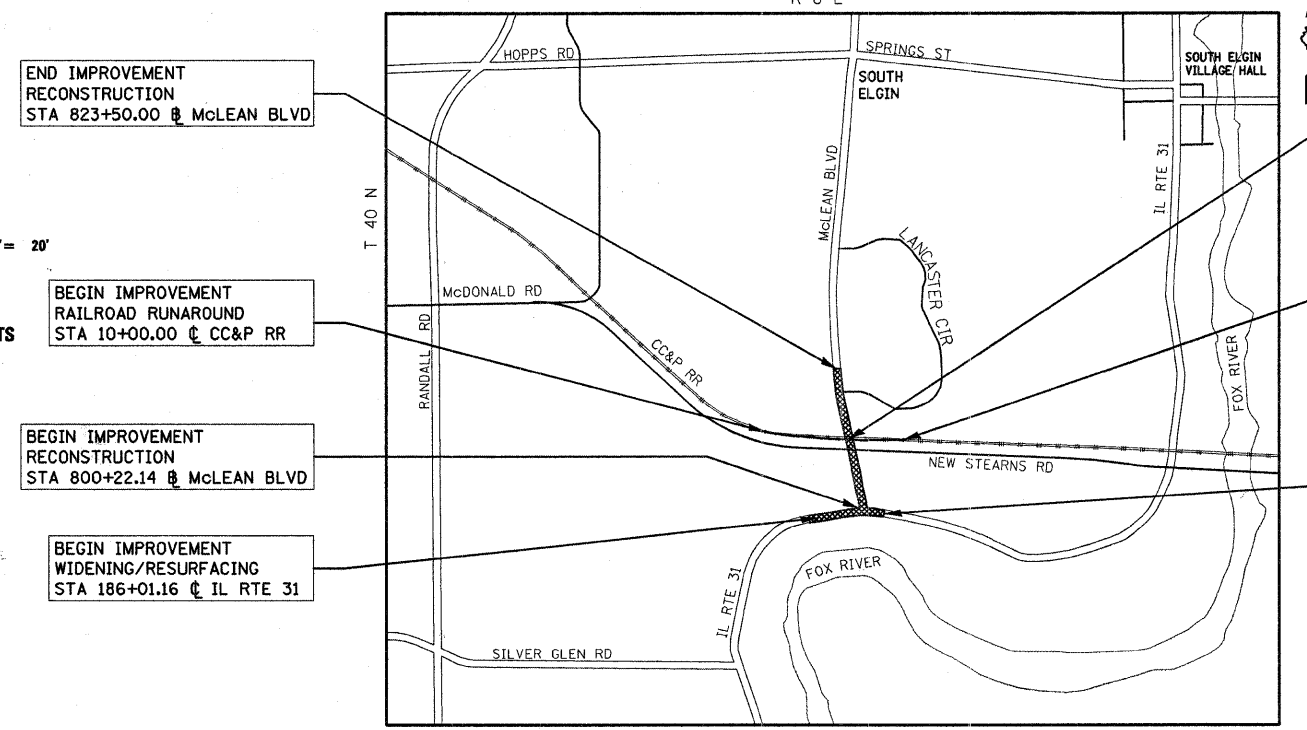 END IMPROVEMENT
RECONSTRUCTION
STA 823+50.00 ℄ McLEAN BLVD
= 20'
BEGIN IMPROVEMENT
RAILROAD RUNAROUND
STA 10+00.00 ℄ CC&P RR
TS
BEGIN IMPROVEMENT
RECONSTRUCTION
STA 800+22.14 ℄ McLEAN BLVD
BEGIN IMPROVEMENT
WIDENING/RESURFACING
STA 186+01.16 ℄ IL RTE 31
R 8 E
T 40 N
HOPPS RD
SPRINGS ST
SOUTH
ELGIN
SOUTH ELGIN
VILLAGE HALL
McLEAN BLVD
IL RTE 31
LANCASTER CIR
McDONALD RD
RANDALL RD
CC&P RR
FOX RIVER
NEW STEARNS RD
FOX RIVER
IL RTE 31
SILVER GLEN RD